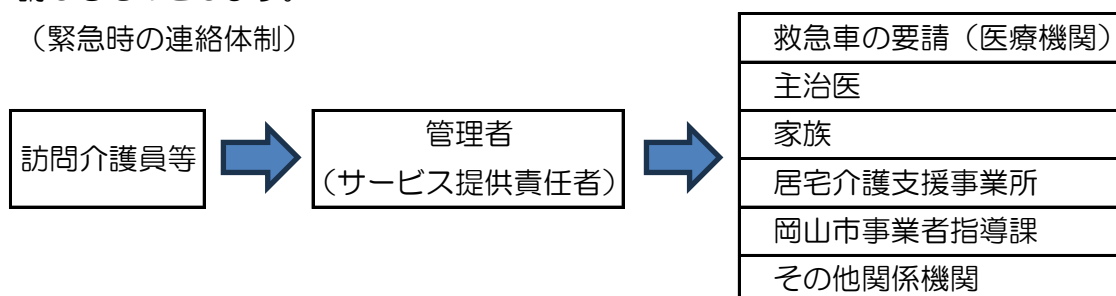 （緊急時の連絡体制）
訪問介護員等
管理者
（サービス提供責任者）
救急車の要請（医療機関）
主治医
家族
居宅介護支援事業所
岡山市事業者指導課
その他関係機関